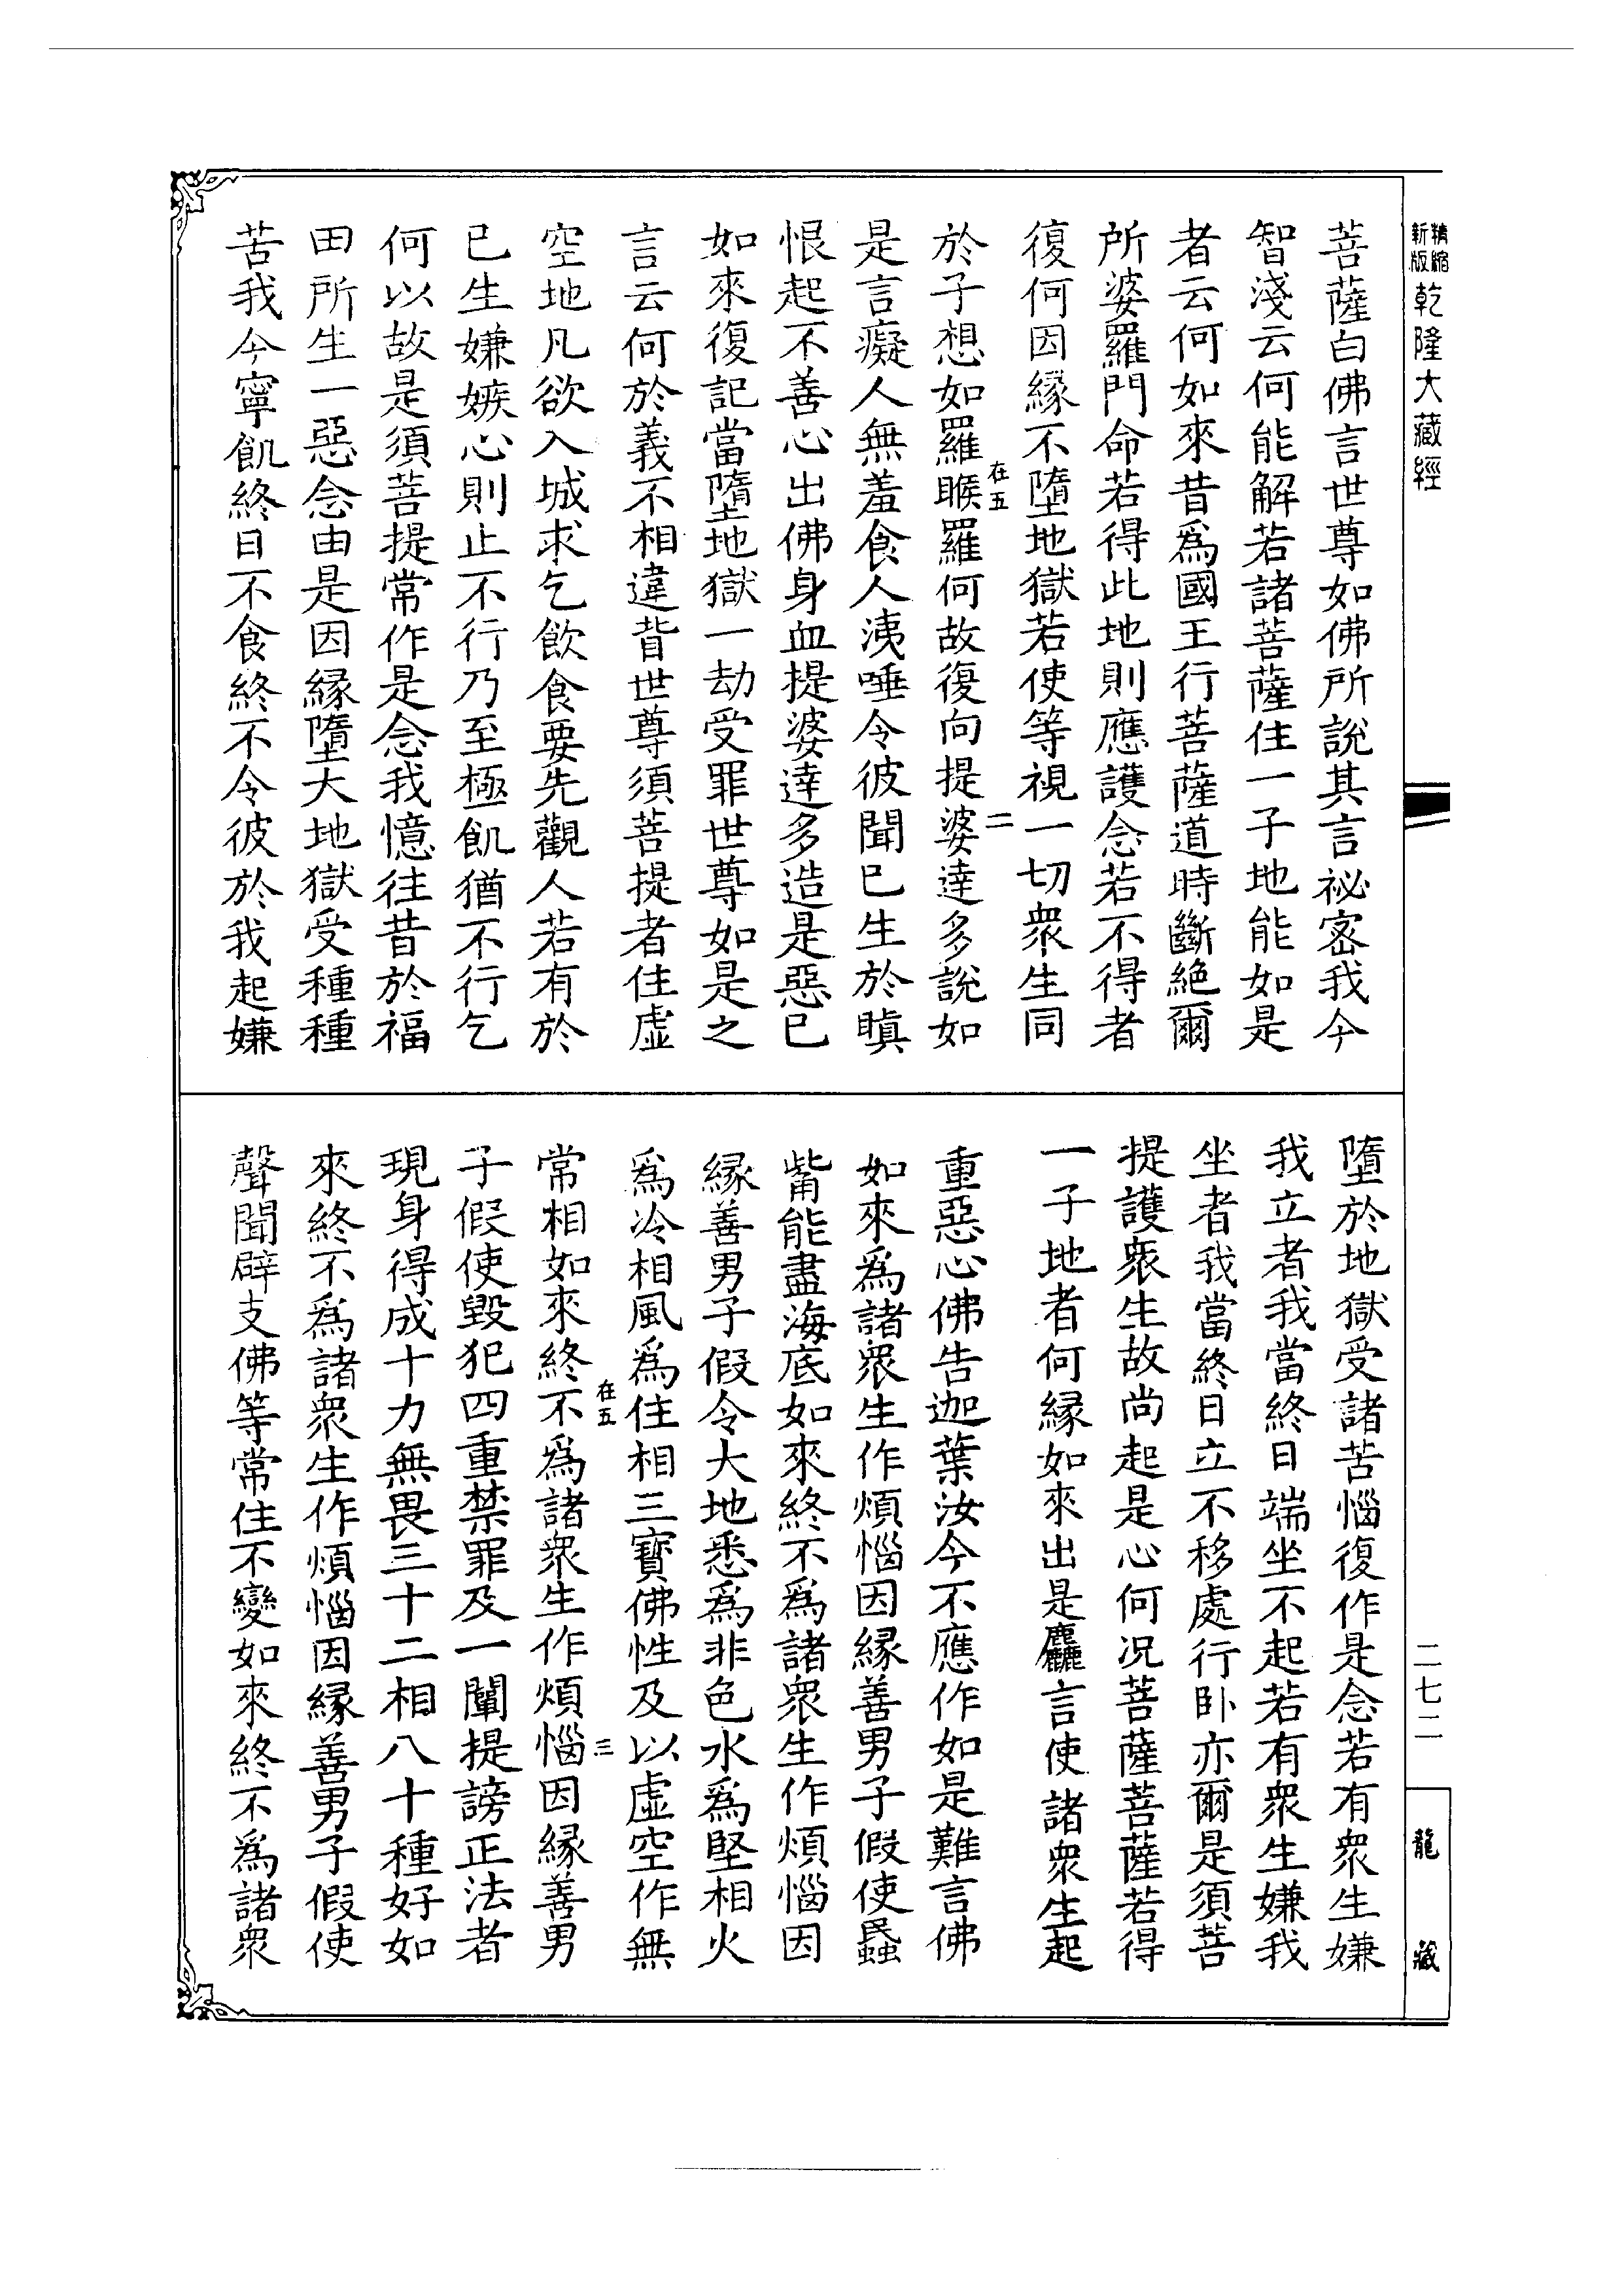 精縮
新版
乾隆大藏經
菩薩白佛言世尊如佛所說其言祕密我今
智淺云何能解若諸菩薩住一子地能如是
者云何如來昔爲國王行菩薩道時斷絶爾
所婆羅門命若得此地則應護念若不得者
復何因緣不墮地獄若使等視一切衆生同
在五
二
於子想如羅睺羅何故復向提婆達多說如
是言癡人無羞食人洟唾令彼聞已生於瞋
恨起不善心出佛身血提婆達多造是惡已
如來復記當墮地獄一劫受罪世尊如是之
言云何於義不相違背世尊須菩提者住虛
空地凡欲入城求乞飲食要先觀人若有於
已生嫌嫉心則止不行乃至極飢猶不行乞
何以故是須菩提常作是念我憶往昔於福
田所生一惡念由是因緣墮大地獄受種種
苦我今寧飢終日不食終不令彼於我起嫌
墮於地獄受諸苦惱復作是念若有衆生嫌
我立者我當終日端坐不起若有衆生嫌我
坐者我當終日立不移處行卧亦爾是須菩
提護衆生故尚起是心何況菩薩菩薩若得
一子地者何緣如來出是麤言使諸衆生起
重惡心佛告迦葉汝今不應作如是難言佛
如來爲諸衆生作煩惱因緣善男子假使蟁
觜能盡海底如來終不爲諸衆生作煩惱因
緣善男子假令大地悉爲非色水爲堅相火
爲冷相風爲住相三寶佛性及以虛空作無
在五
三
常相如來終不爲諸衆生作煩惱因緣善男
子假使毀犯四重禁罪及一闡提謗正法者
現身得成十力無畏三十二相八十種好如
來終不爲諸衆生作煩惱因緣善男子假使
聲聞辟支佛等常住不變如來終不爲諸衆
二七二
龍藏